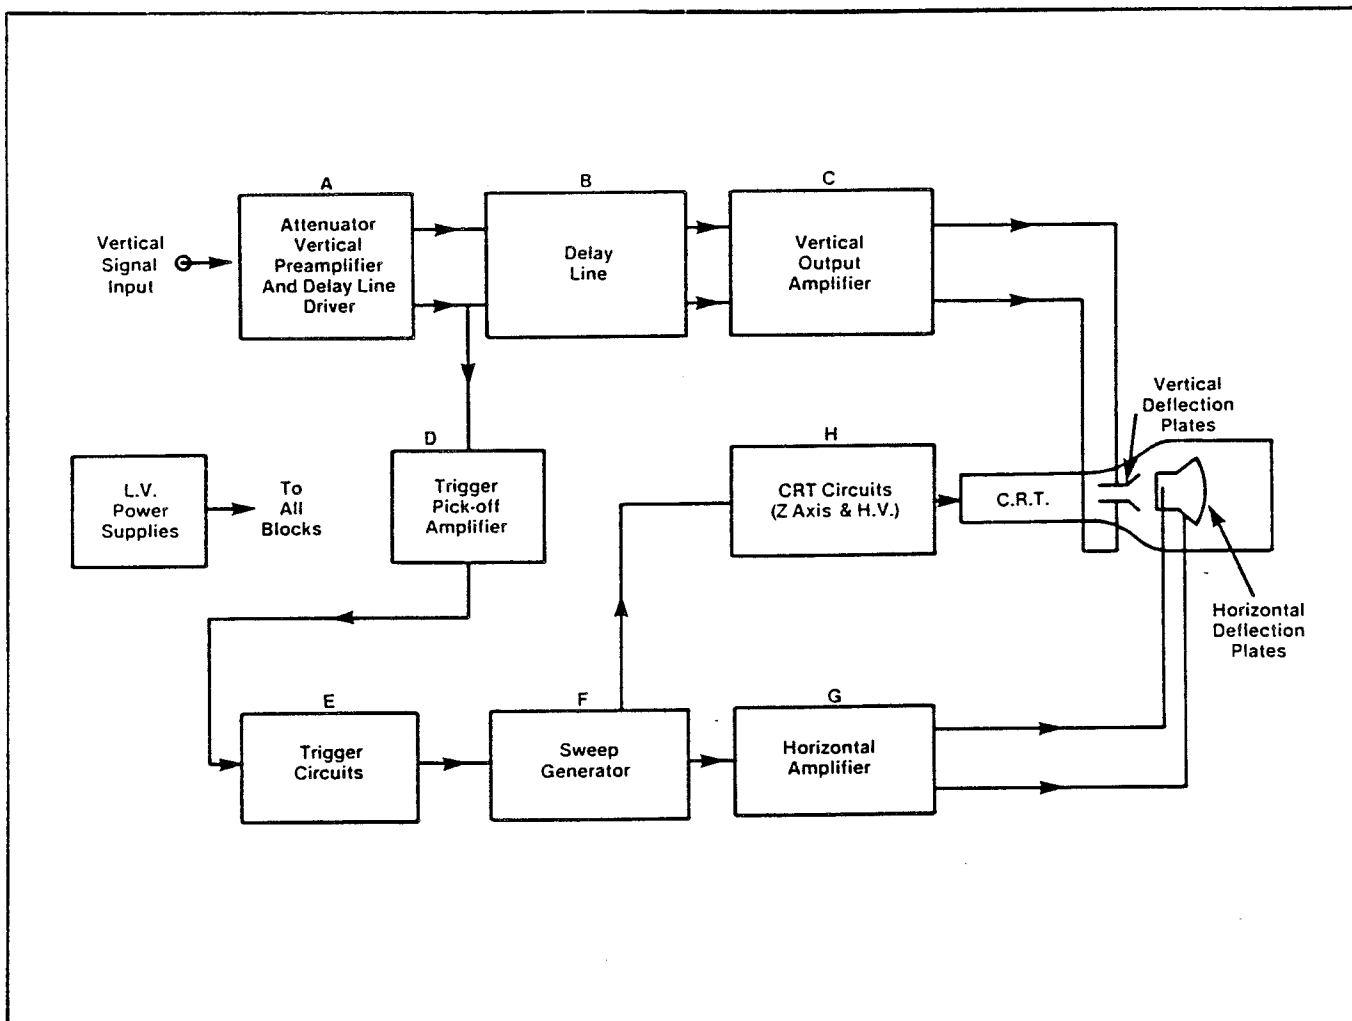 A
B
C
Vertical
Signal
Input
Attenuator
Vertical
Preamplifier
And Delay Line
Driver
Delay
Line
Vertical
Output
Amplifier
Vertical
Deflection
Plates
D
H
L.V.
Power
Supplies
To
All
Blocks
Trigger
Pick-off
Amplifier
CRT Circuits
(Z Axis & H.V.)
C.R.T.
Horizontal
Deflection
Plates
E
F
G
Trigger
Circuits
Sweep
Generator
Horizontal
Amplifier